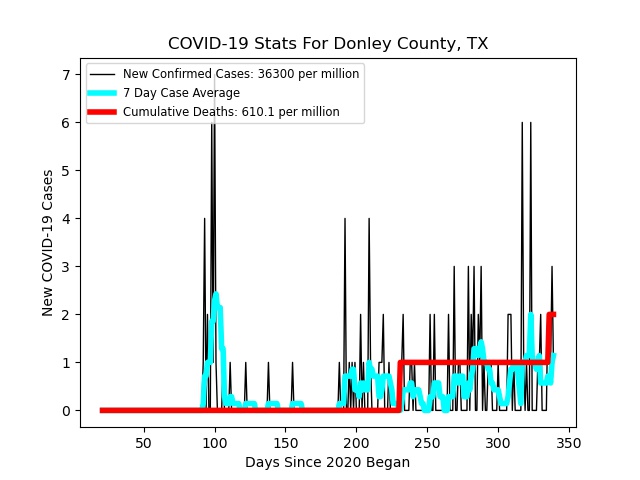 COVID-19 Stats For Donley County, TX
New Confirmed Cases: 36300 per million
7 Day Case Average
Cumulative Deaths: 610.1 per million
New COVID-19 Cases
7
6
5
4
3
2
1
0
50 100 150 200 250 300 350
Days Since 2020 Began